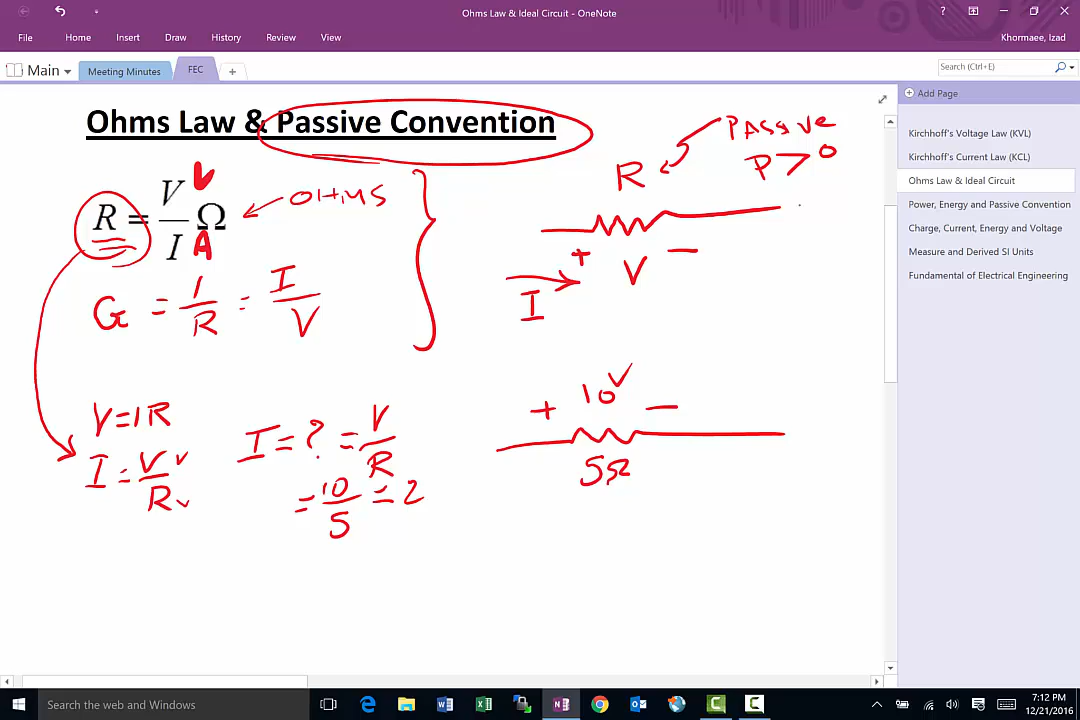 Ohms Law & Ideal Circuit - OneNote
?
File Home Insert Draw History Review View
Khormaee, Izad
Main
Meeting Minutes
FEC
Search (Ctrl+E)
Ohms Law & Passive Convention
R = V/I Ω
V
A
OHMS
G = 1/R = I/V
V = IR
I = V/R
I = ? = V/R
= 10/5 = 2
Passive
P > 0
R
+ V -
I
+ 10V -
5Ω
Add Page
Kirchhoff's Voltage Law (KVL)
Kirchhoff's Current Law (KCL)
Ohms Law & Ideal Circuit
Power, Energy and Passive Convention
Charge, Current, Energy and Voltage
Measure and Derived SI Units
Fundamental of Electrical Engineering
Search the web and Windows
7:12 PM
12/21/2016